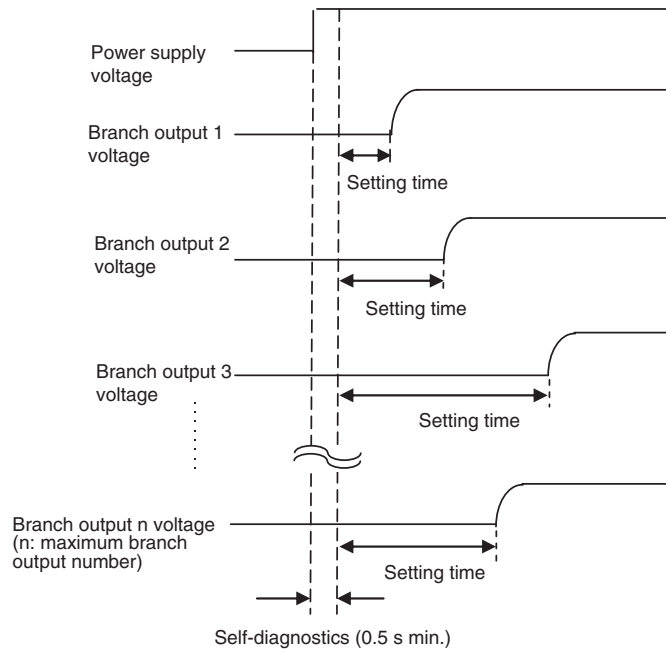 Power supply
voltage
Branch output 1
voltage
Setting time
Branch output 2
voltage
Setting time
Branch output 3
voltage
Setting time
Branch output n voltage
(n: maximum branch
output number)
Setting time
Self-diagnostics (0.5 s min.)